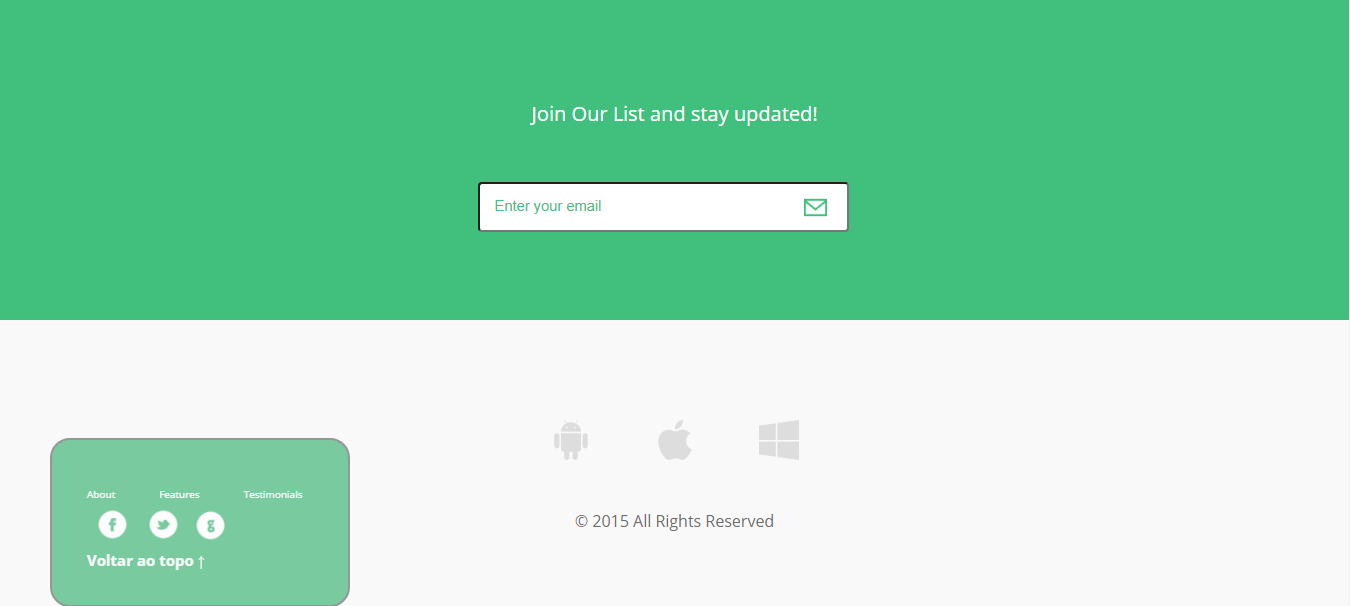 Join Our List and stay updated!
Enter your email
About Features Testimonials
Voltar ao topo ↑
© 2015 All Rights Reserved